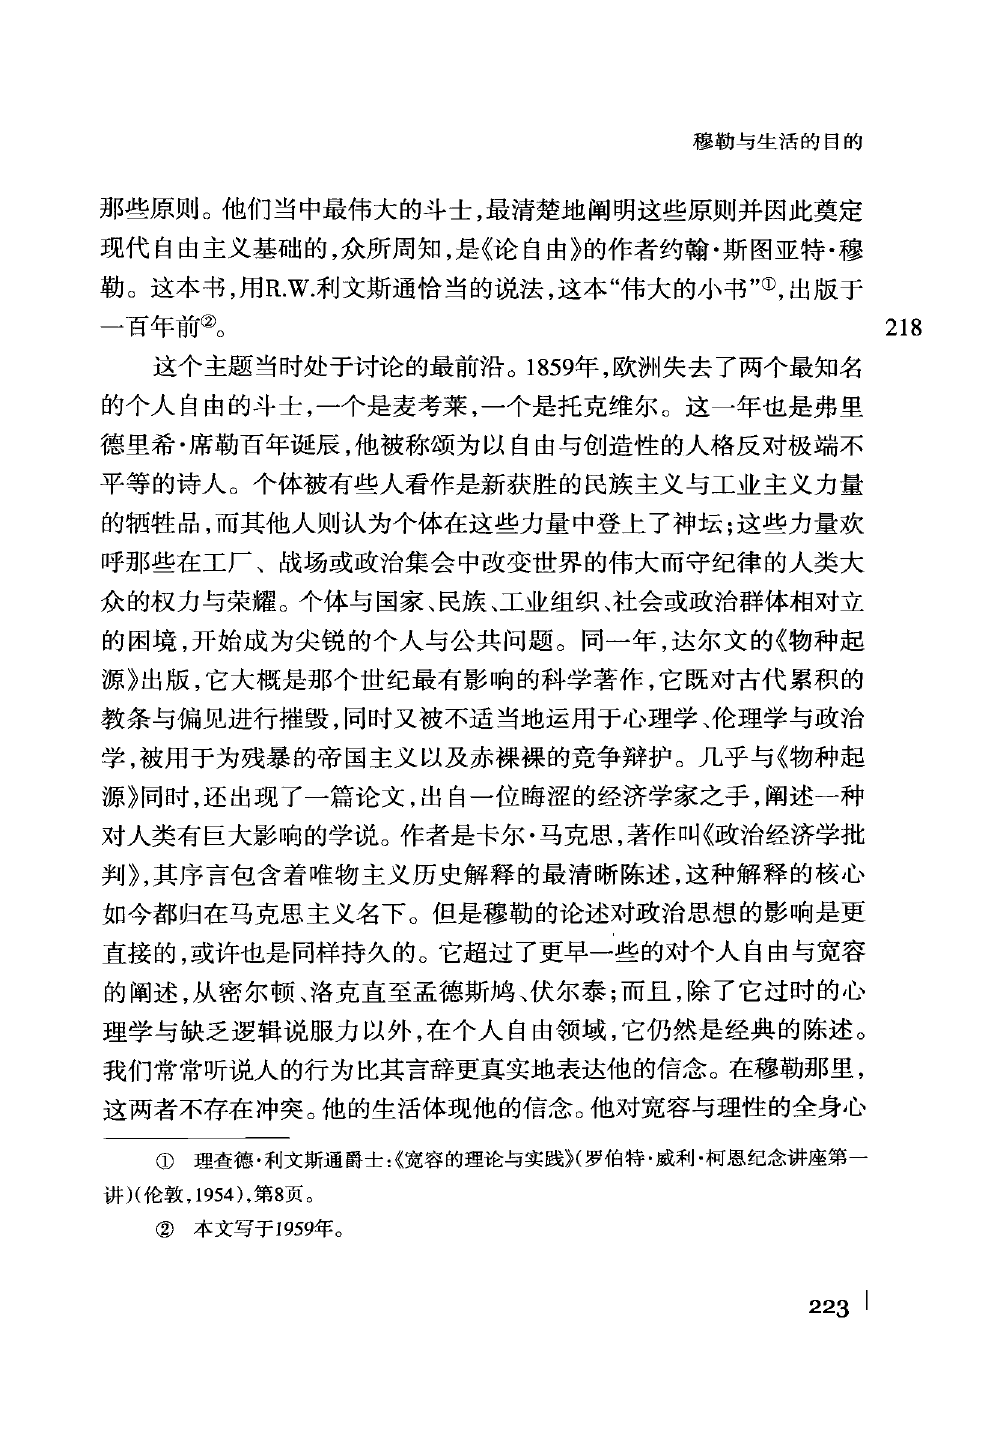 穆勒与生活的目的
那些原则。他们当中最伟大的斗士,最清楚地阐明这些原则并因此奠定
现代自由主义基础的,众所周知,是《论自由》的作者约翰·斯图亚特·穆
勒。这本书,用R.W.利文斯通恰当的说法,这本“伟大的小书”①,出版于
一百年前②。
218
这个主题当时处于讨论的最前沿。1859年,欧洲失去了两个最知名
的个人自由的斗士,一个是麦考莱,一个是托克维尔。这一年也是弗里
德里希·席勒百年诞辰,他被称颂为以自由与创造性的人格反对极端不
平等的诗人。个体被有些人看作是新获胜的民族主义与工业主义力量
的牺牲品,而其他人则认为个体在这些力量中登上了神坛;这些力量欢
呼那些在工厂、战场或政治集会中改变世界的伟大而守纪律的人类大
众的权力与荣耀。个体与国家、民族、工业组织、社会或政治群体相对立
的困境,开始成为尖锐的个人与公共问题。同一年,达尔文的《物种起
源》出版,它大概是那个世纪最有影响的科学著作,它既对古代累积的
教条与偏见进行摧毁,同时又被不适当地运用于心理学、伦理学与政治
学,被用于为残暴的帝国主义以及赤裸裸的竞争辩护。几乎与《物种起
源》同时,还出现了一篇论文,出自一位晦涩的经济学家之手,阐述一种
对人类有巨大影响的学说。作者是卡尔·马克思,著作叫《政治经济学批
判》,其序言包含着唯物主义历史解释的最清晰陈述,这种解释的核心
如今都归在马克思主义名下。但是穆勒的论述对政治思想的影响是更
直接的,或许也是同样持久的。它超过了更早一些的对个人自由与宽容
的阐述,从密尔顿、洛克直至孟德斯鸠、伏尔泰;而且,除了它过时的心
理学与缺乏逻辑说服力以外,在个人自由领域,它仍然是经典的陈述。
我们常常听说人的行为比其言辞更真实地表达他的信念。在穆勒那里,
这两者不存在冲突。他的生活体现他的信念。他对宽容与理性的全身心
① 理查德·利文斯通爵士:《宽容的理论与实践》(罗伯特·威利·柯恩纪念讲座第一
讲)(伦敦,1954),第8页。
② 本文写于1959年。
223